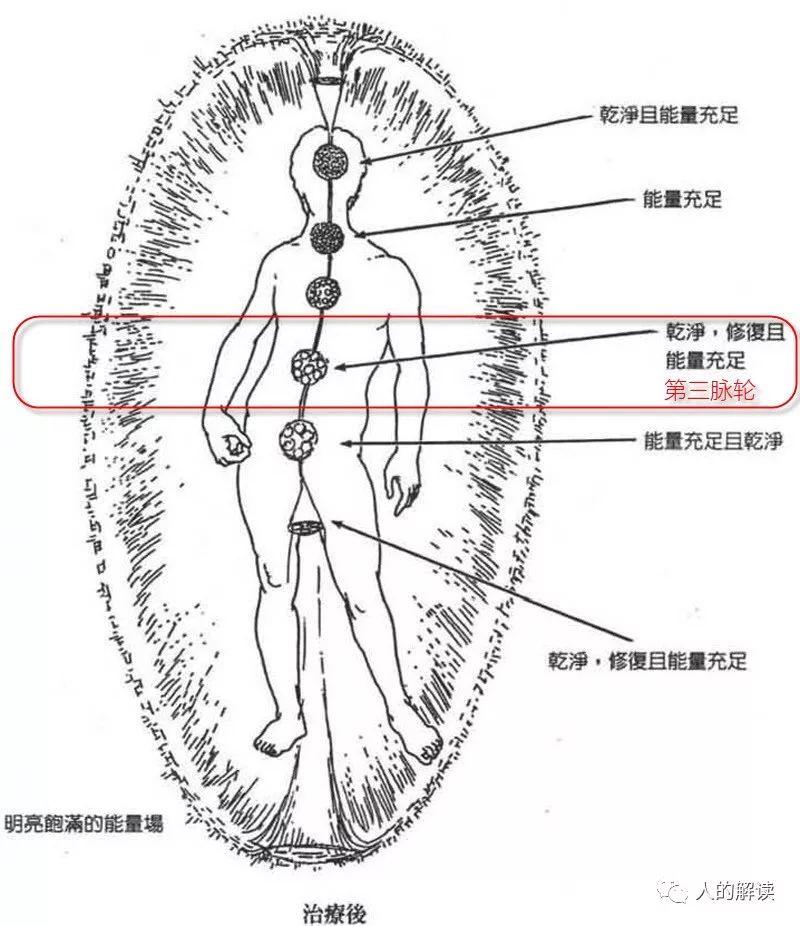 乾淨且能量充足
能量充足
乾淨，修復且
能量充足
第三脉轮
能量充足且乾淨
乾淨，修復且能量充足
明亮飽滿的能量場
人的解读
治療後